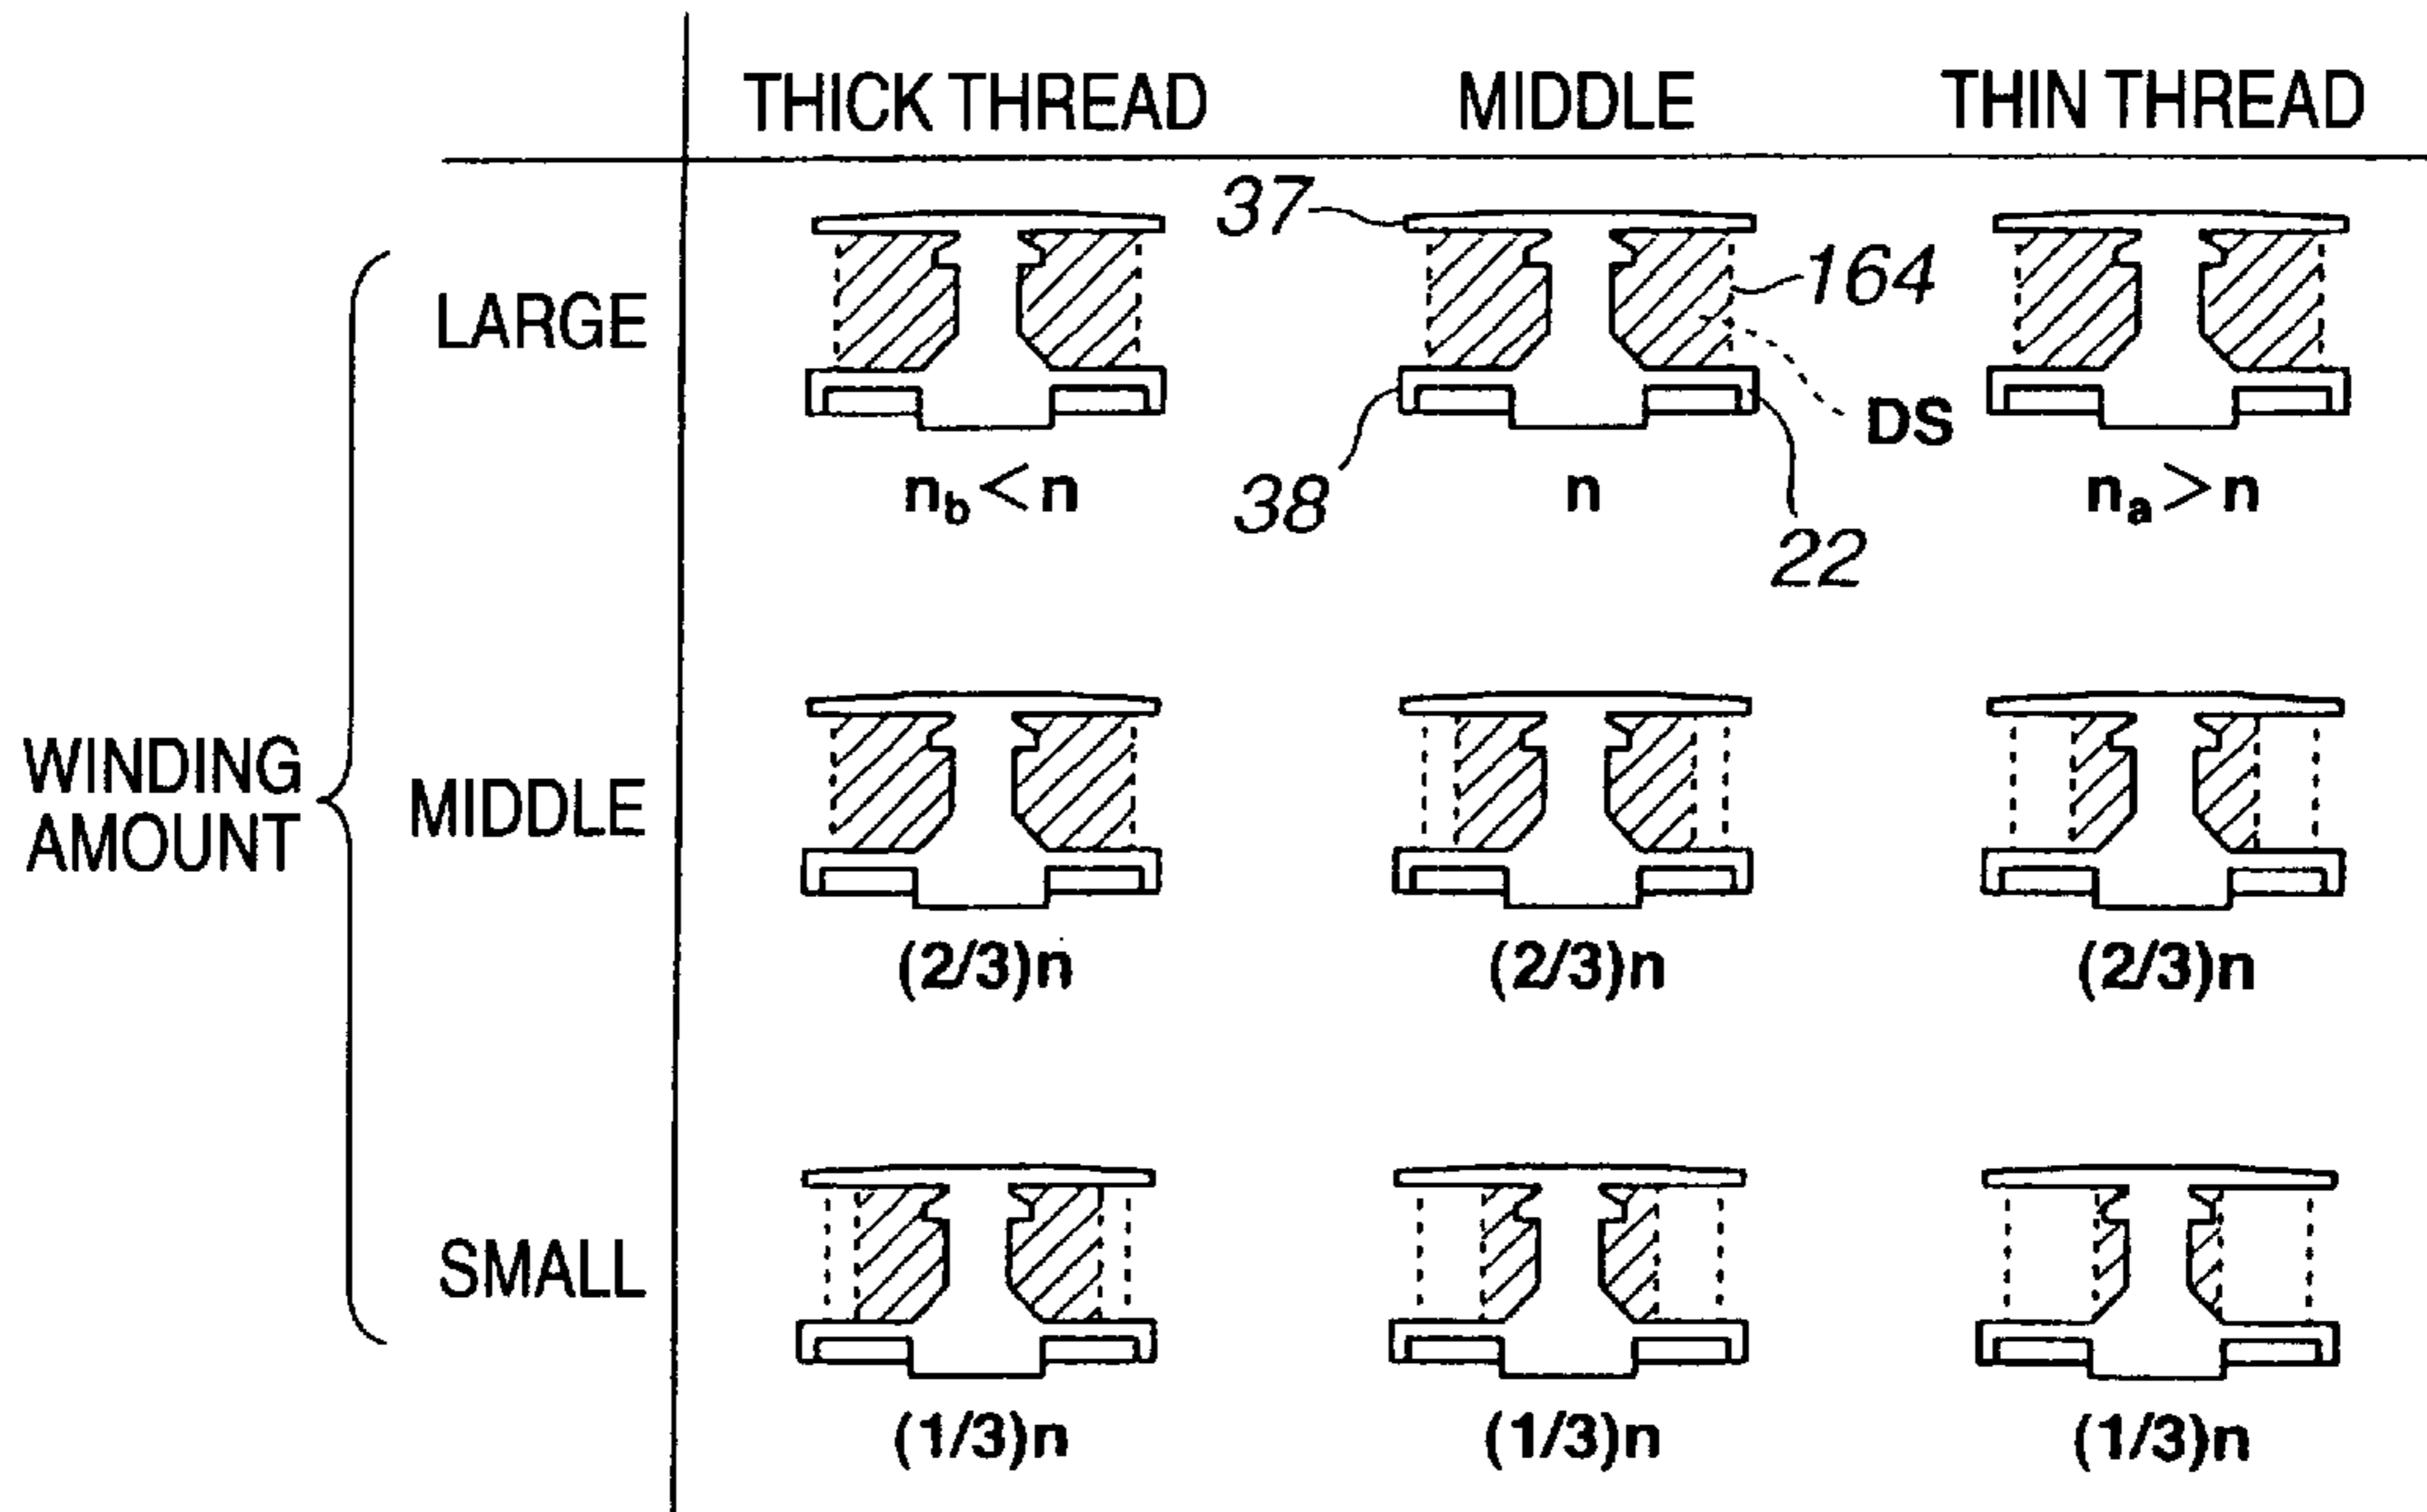 THICK THREAD MIDDLE THIN THREAD
37
164
LARGE
DS
n_b < n
38
n
22
n_a > n
WINDING
AMOUNT
MIDDLE
(2/3)n (2/3)n (2/3)n
SMALL
(1/3)n (1/3)n (1/3)n